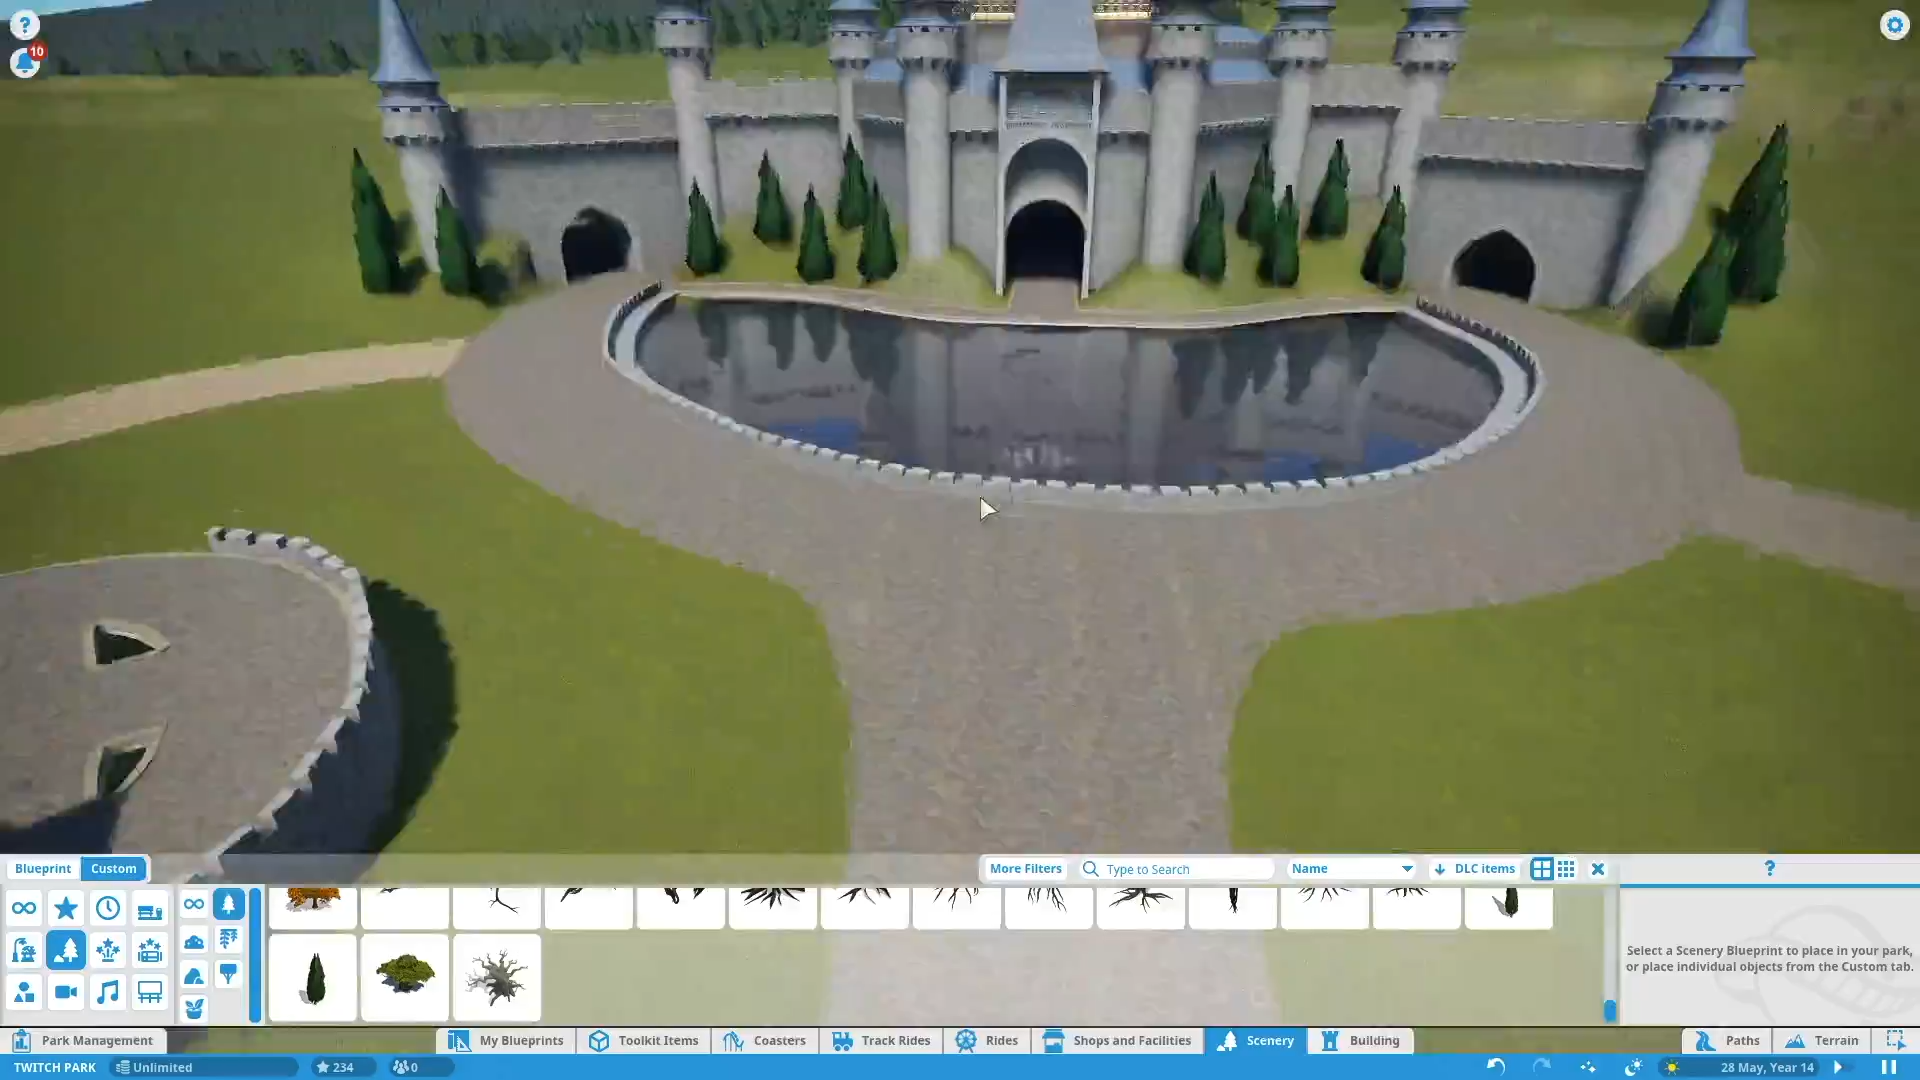 ?
10
Blueprint Custom More Filters Type to Search Name DLC items ?
Select a Scenery Blueprint to place in your park,
or place individual objects from the Custom tab.
Park Management My Blueprints Toolkit Items Coasters Track Rides Rides Shops and Facilities Scenery Building Paths Terrain
TWITCH PARK Unlimited 234 0 28 May, Year 14